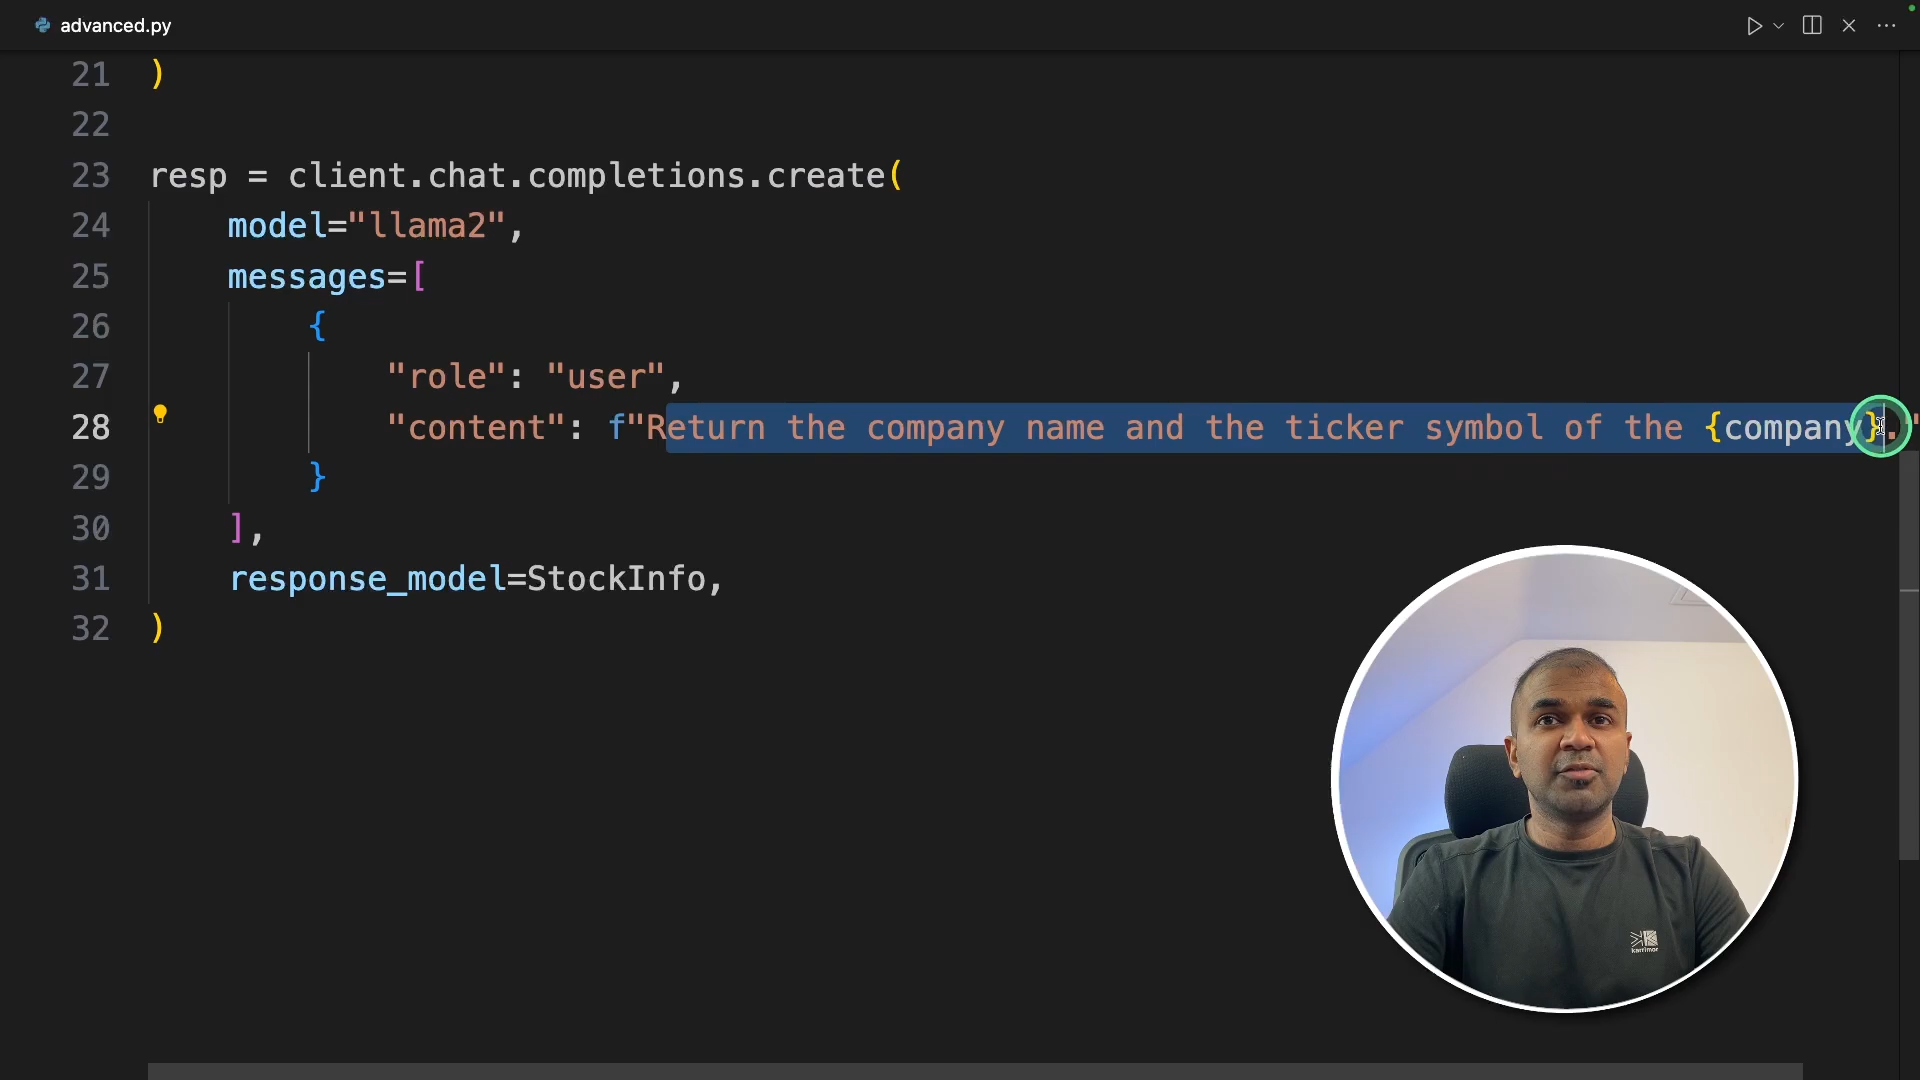 advanced.py
21 )
22
23 resp = client.chat.completions.create(
24 model="llama2",
25 messages=[
26 {
27 "role": "user",
28 "content": f"Return the company name and the ticker symbol of the {company}."
29 }
30 ],
31 response_model=StockInfo,
32 )
karrimor